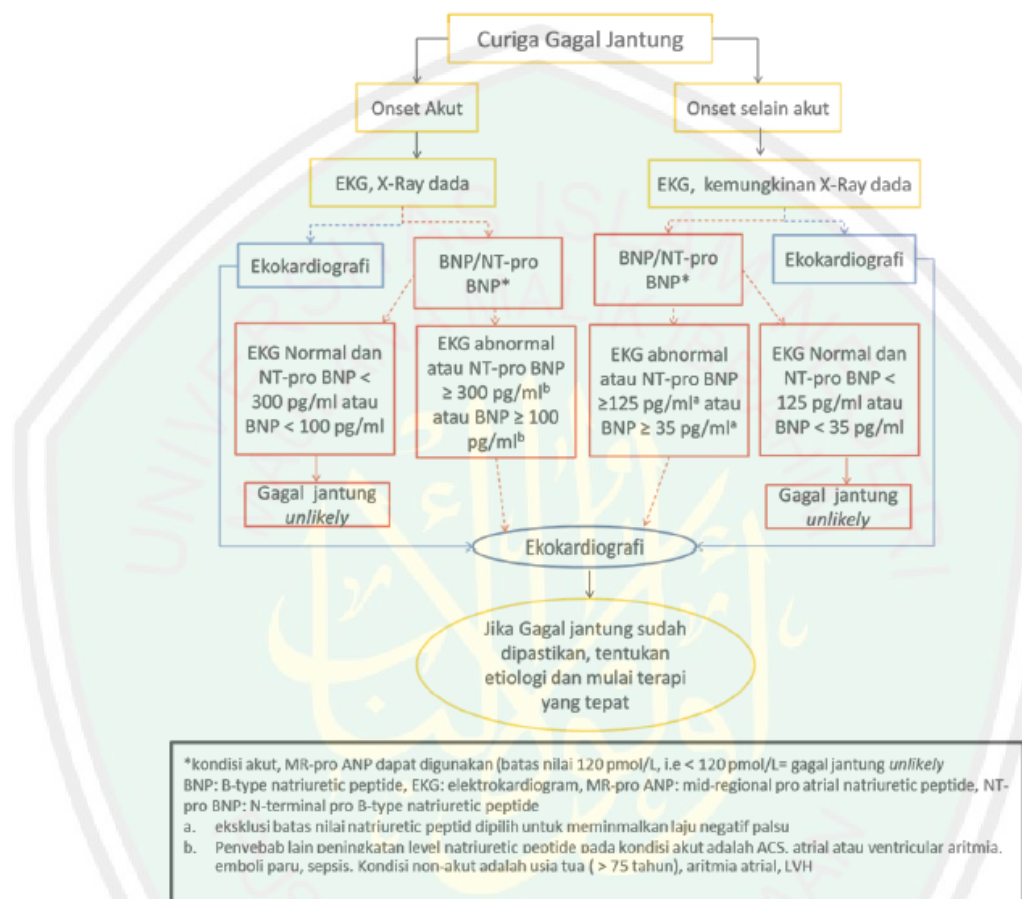 Curiga Gagal Jantung
Onset Akut
Onset selain akut
EKG, X-Ray dada
EKG, kemungkinan X-Ray dada
Ekokardiografi
BNP/NT-pro
BNP*
BNP/NT-pro
BNP*
Ekokardiografi
EKG Normal dan
NT-pro BNP <
300 pg/ml atau
BNP < 100 pg/ml
EKG abnormal
atau NT-pro BNP
≥ 300 pg/mlᵇ
atau BNP ≥ 100
pg/mlᵇ
EKG abnormal
atau NT-pro BNP
≥125 pg/mlᵃ atau
BNP ≥ 35 pg/mlᵃ
EKG Normal dan
NT-pro BNP <
125 pg/ml atau
BNP < 35 pg/ml
Gagal jantung
unlikely
Gagal jantung
unlikely
Ekokardiografi
Jika Gagal jantung sudah
dipastikan, tentukan
etiologi dan mulai terapi
yang tepat
*kondisi akut, MR-pro ANP dapat digunakan (batas nilai 120 pmol/L, i.e < 120 pmol/L= gagal jantung unlikely
BNP: B-type natriuretic peptide, EKG: elektrokardiogram, MR-pro ANP: mid-regional pro atrial natriuretic peptide, NT-
pro BNP: N-terminal pro B-type natriuretic peptide
a. eksklusi batas nilai natriuretic peptid dipilih untuk meminmalkan laju negatif palsu
b. Penyebab lain peningkatan level natriuretic peptide pada kondisi akut adalah ACS, atrial atau ventricular aritmia,
emboli paru, sepsis. Kondisi non-akut adalah usia tua ( > 75 tahun), aritmia atrial, LVH